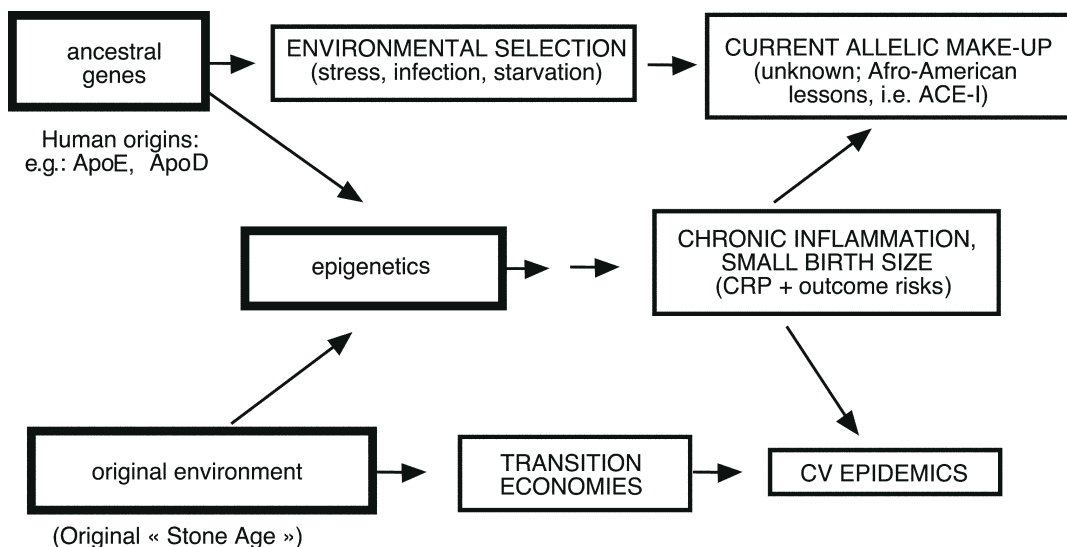 ancestral
genes
ENVIRONMENTAL SELECTION
(stress, infection, starvation)
CURRENT ALLELIC MAKE-UP
(unknown; Afro-American
lessons, i.e. ACE-I)
Human origins:
e.g.: ApoE, ApoD
epigenetics
CHRONIC INFLAMMATION,
SMALL BIRTH SIZE
(CRP + outcome risks)
original environment
TRANSITION
ECONOMIES
CV EPIDEMICS
(Original « Stone Age »)